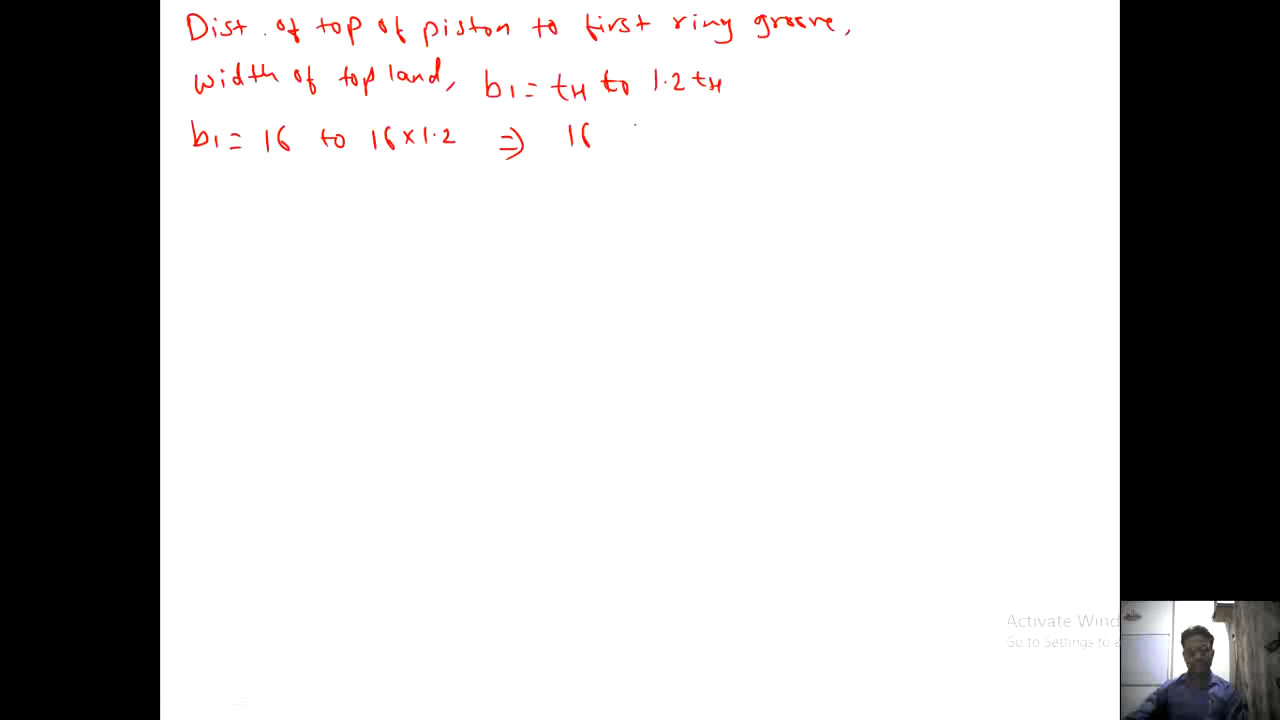 Dist. of top of piston to first ring groove,
width of top land, b1 = tH to 1.2 tH
b1 = 16 to 16×1.2 ⇒ 16
Activate Wind
Go to Settings to a